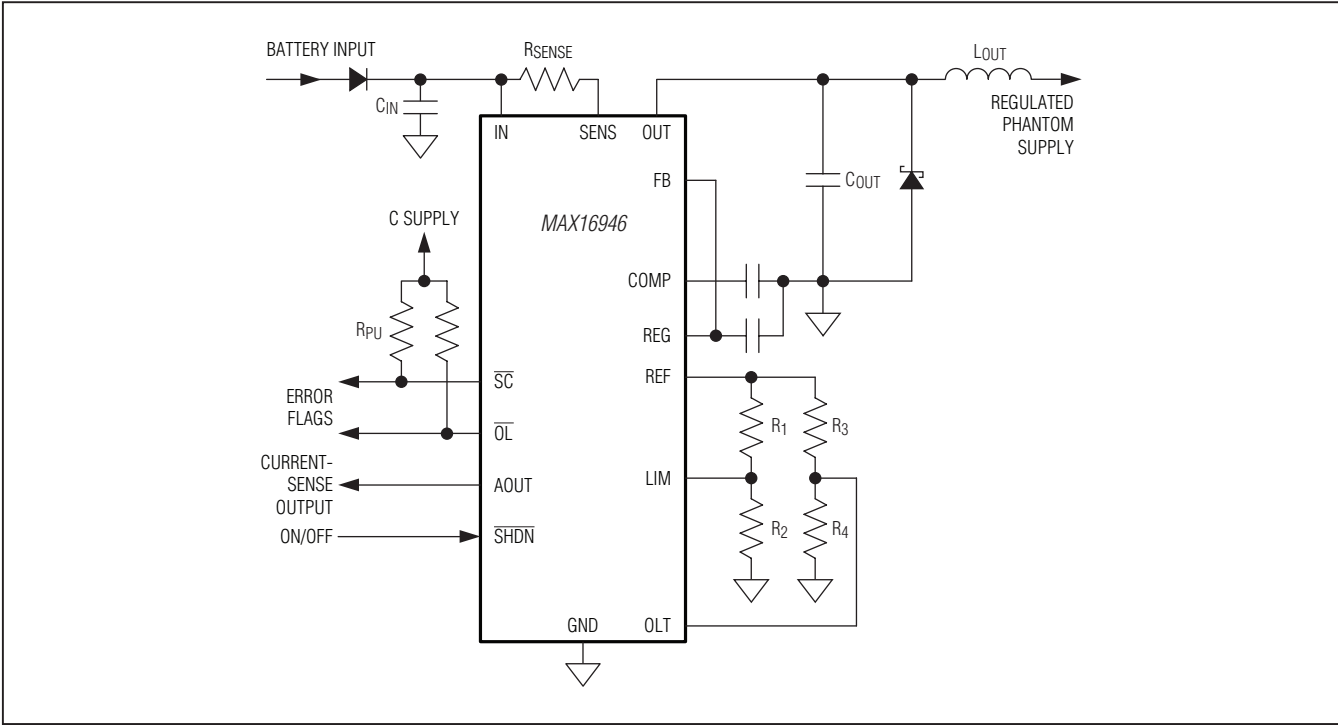 BATTERY INPUT
RSENSE
LOUT
CIN
REGULATED
PHANTOM
SUPPLY
IN
SENS
OUT
FB
COUT
MAX16946
C SUPPLY
COMP
RPU
REG
SC
REF
ERROR
FLAGS
R1
R3
OL
CURRENT-
SENSE
OUTPUT
AOUT
LIM
ON/OFF
SHDN
R2
R4
GND
OLT